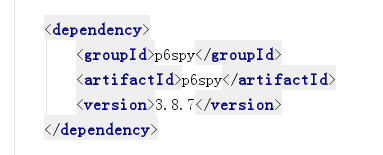 <dependency>
<groupId>p6spy</groupId>
<artifactId>p6spy</artifactId>
<version>3.8.7</version>
</dependency>